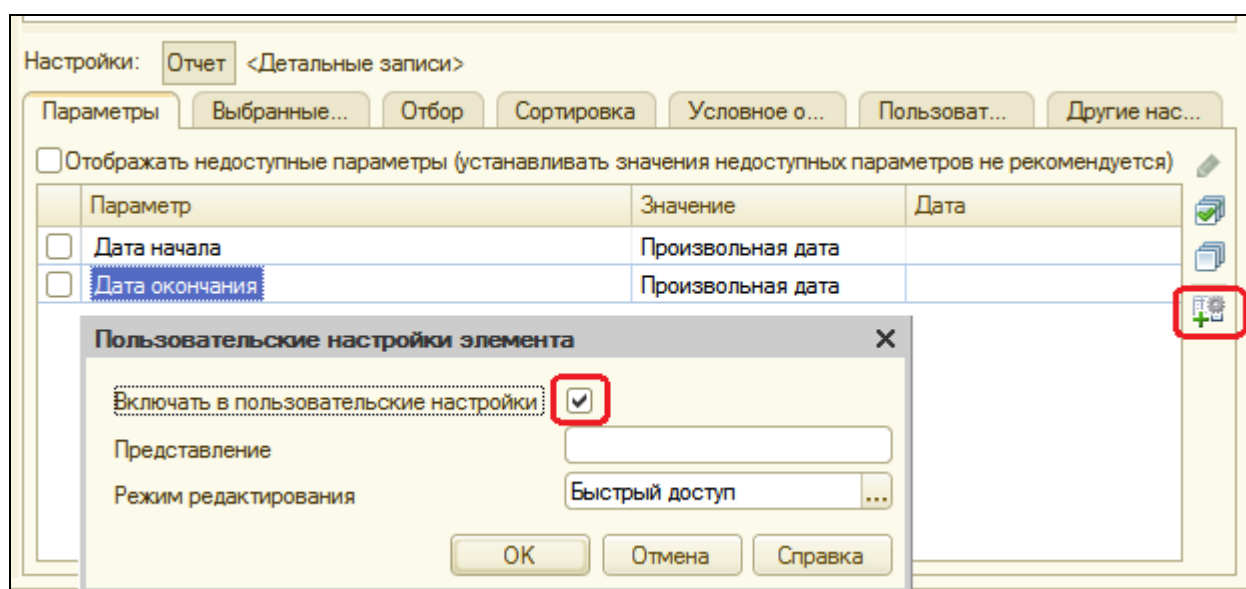 Настройки: Отчет <Детальные записи>
Параметры Выбранные... Отбор Сортировка Условное о... Пользоват... Другие нас...
Отображать недоступные параметры (устанавливать значения недоступных параметров не рекомендуется)
Параметр Значение Дата
Дата начала Произвольная дата
Дата окончания Произвольная дата
Пользовательские настройки элемента
Включать в пользовательские настройки
Представление
Режим редактирования Быстрый доступ ...
OK Отмена Справка